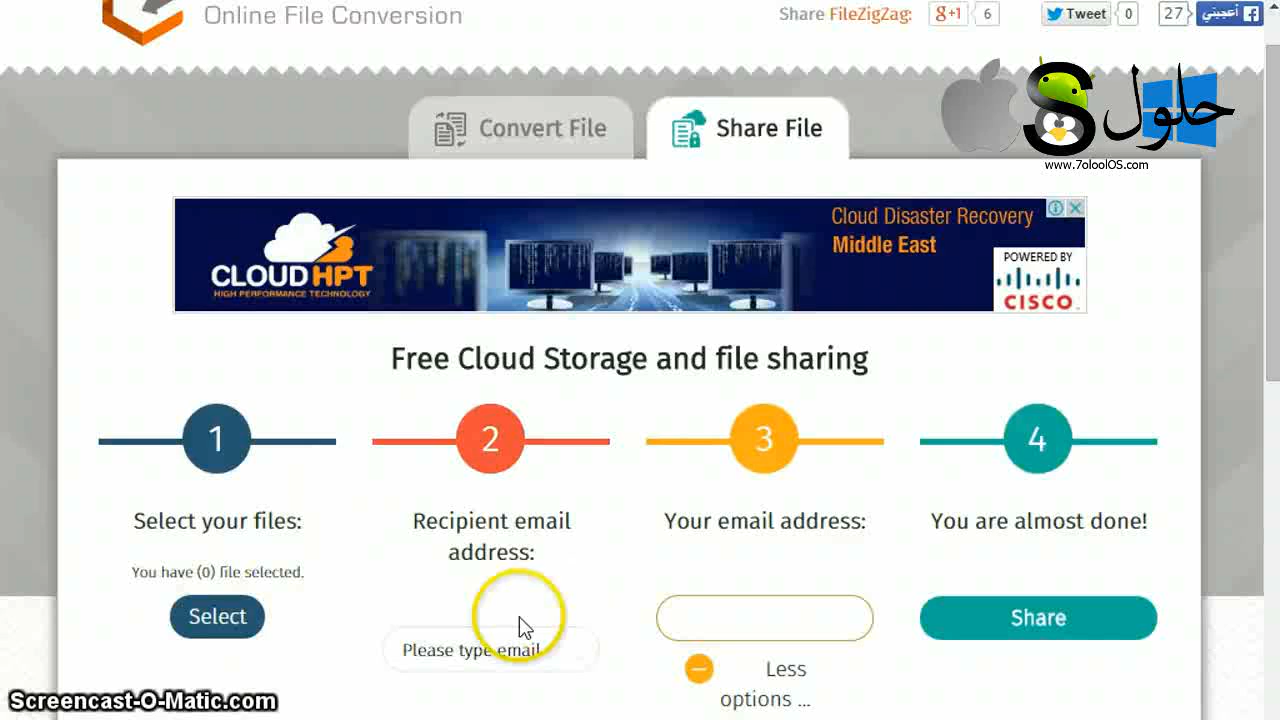 Online File Conversion
Share FileZigZag:
g+1
6
Tweet
0
27
أعجبني
Convert File
Share File
S
حلول
www.7oloolOS.com
CLOUD HPT
HIGH PERFORMANCE TECHNOLOGY
Cloud Disaster Recovery
Middle East
POWERED BY
CISCO
Free Cloud Storage and file sharing
1
2
3
4
Select your files:
Recipient email
address:
Your email address:
You are almost done!
You have (0) file selected.
Select
Please type email
Share
Less
options ...
Screencast-O-Matic.com